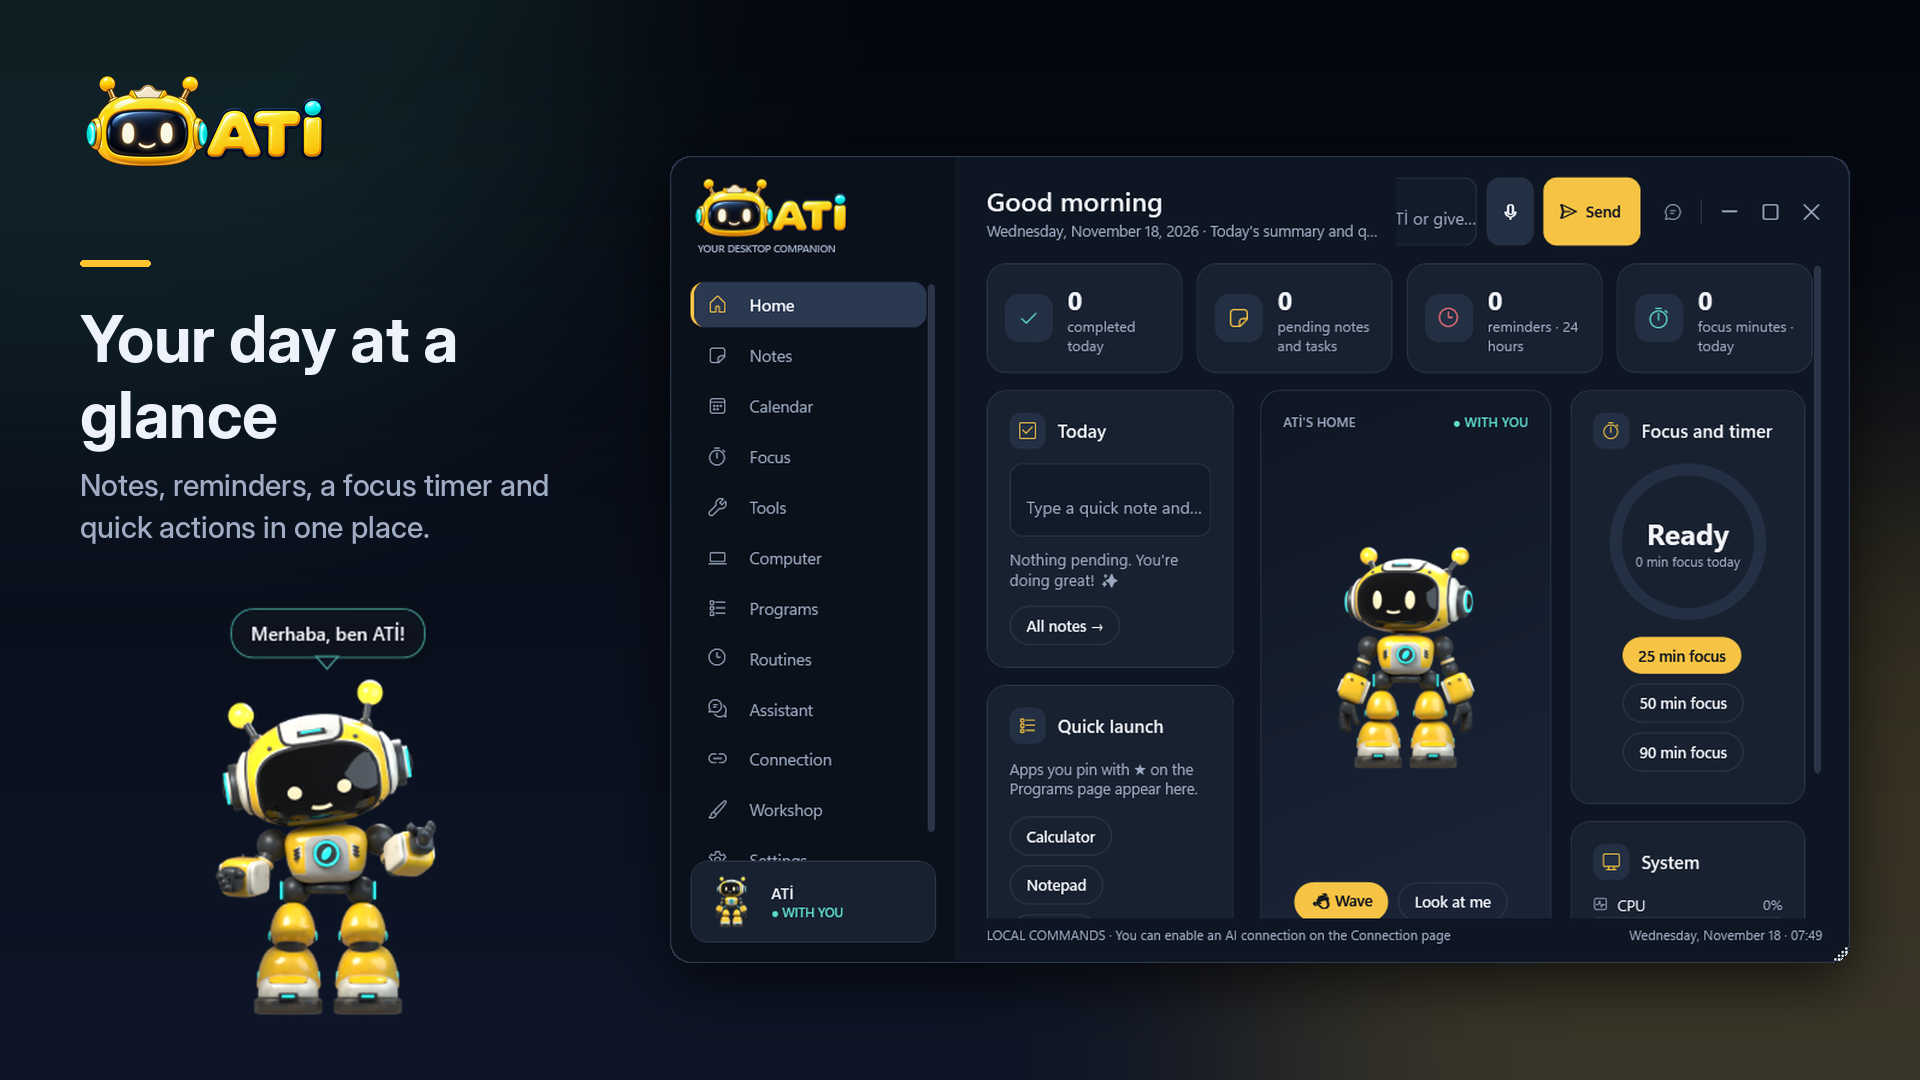 ATi
Your day at a
glance
Notes, reminders, a focus timer and
quick actions in one place.
Merhaba, ben ATİ!
ATi
YOUR DESKTOP COMPANION
Home
Notes
Calendar
Focus
Tools
Computer
Programs
Routines
Assistant
Connection
Workshop
Settings
ATİ
● WITH YOU
Good morning
Wednesday, November 18, 2026 · Today's summary and q...
Tİ or give...
Send
0
completed
today
0
pending notes
and tasks
0
reminders · 24
hours
0
focus minutes ·
today
Today
Type a quick note and...
Nothing pending. You're
doing great! ✨
All notes →
Quick launch
Apps you pin with ★ on the
Programs page appear here.
Calculator
Notepad
ATİ'S HOME
● WITH YOU
Wave
Look at me
Focus and timer
Ready
0 min focus today
25 min focus
50 min focus
90 min focus
System
CPU
0%
LOCAL COMMANDS · You can enable an AI connection on the Connection page
Wednesday, November 18 · 07:49